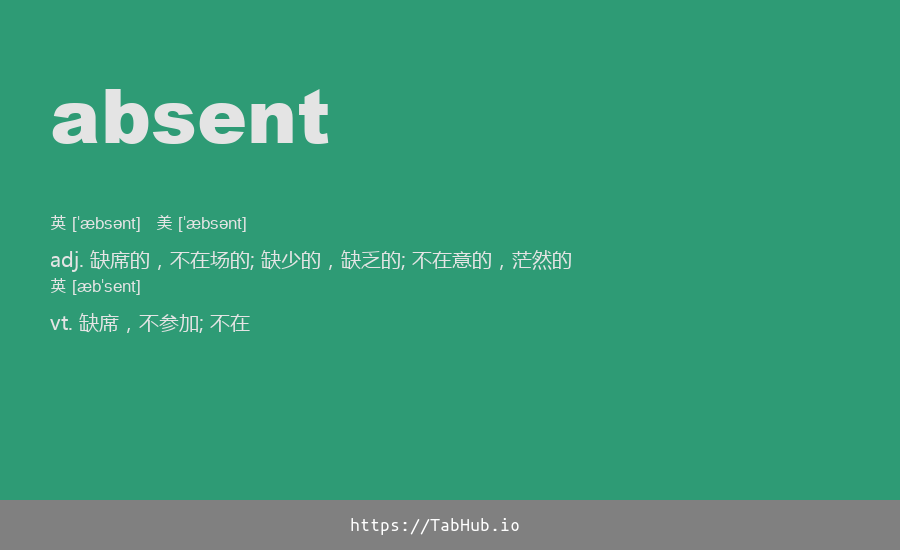 absent
英 [ˈæbsənt] 美 [ˈæbsənt]
adj. 缺席的，不在场的; 缺少的，缺乏的; 不在意的，茫然的
英 [æbˈsent]
vt. 缺席，不参加; 不在
https://TabHub.io